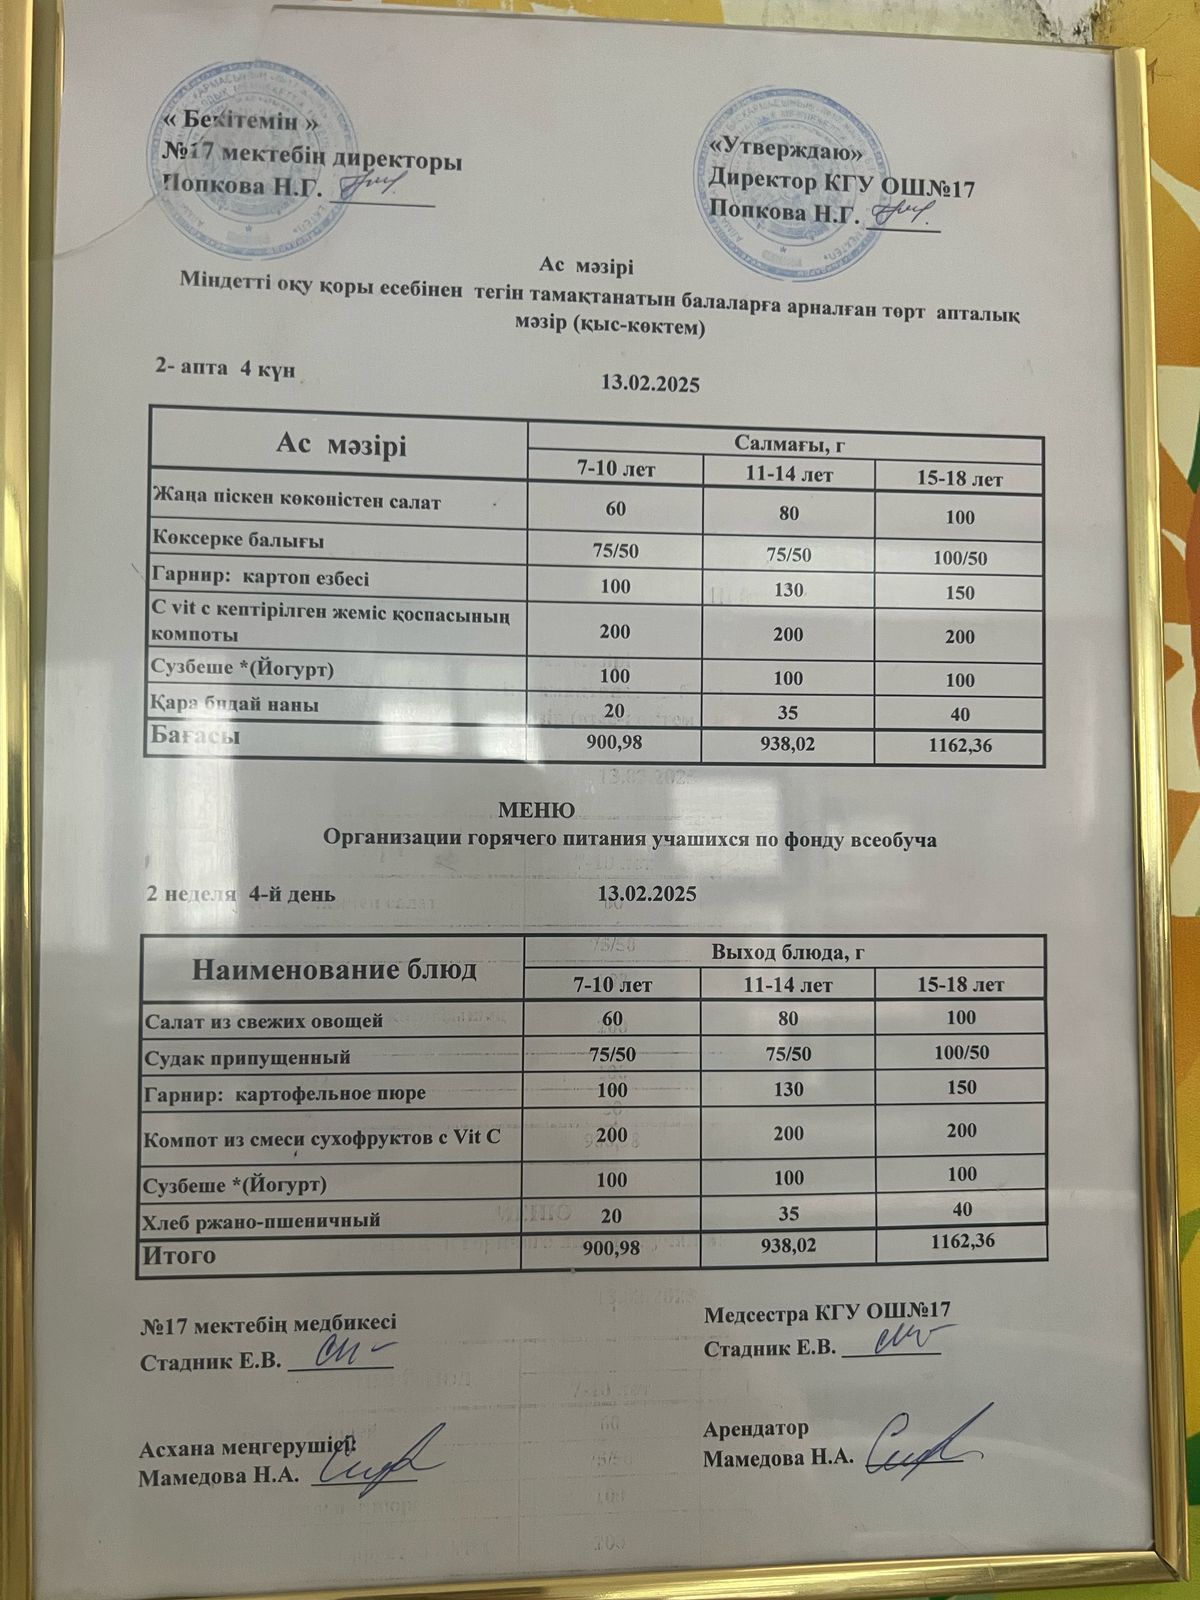 « Бекітемін »
№17 мектебің директоры
Попкова Н.Г.
«Утверждаю»
Директор КГУ ОШ№17
Попкова Н.Г.
Ас мәзірі
Міндетті оқу қоры есебінен тегін тамақтанатын балаларға арналған төрт апталық
мәзір (қыс-көктем)
2- апта 4 күн 13.02.2025
Ас мәзірі Салмағы, г
7-10 лет 11-14 лет 15-18 лет
Жаңа піскен көкөністен салат 60 80 100
Көксерке балығы 75/50 75/50 100/50
Гарнир: картоп езбесі 100 130 150
С vit с кептірілген жеміс қоспасының
компоты 200 200 200
Сузбеше *(Йогурт) 100 100 100
Қара бидай наны 20 35 40
Бағасы 900,98 938,02 1162,36
МЕНЮ
Организации горячего питания учашихся по фонду всеобуча
2 неделя 4-й день 13.02.2025
Наименование блюд Выход блюда, г
7-10 лет 11-14 лет 15-18 лет
Салат из свежих овощей 60 80 100
Судак припущенный 75/50 75/50 100/50
Гарнир: картофельное пюре 100 130 150
Компот из смеси сухофруктов с Vit C 200 200 200
Сузбеше *(Йогурт) 100 100 100
Хлеб ржано-пшеничный 20 35 40
Итого 900,98 938,02 1162,36
№17 мектебің медбикесі
Стадник Е.В.
Медсестра КГУ ОШ№17
Стадник Е.В.
Асхана меңгерушісі:
Мамедова Н.А.
Арендатор
Мамедова Н.А.